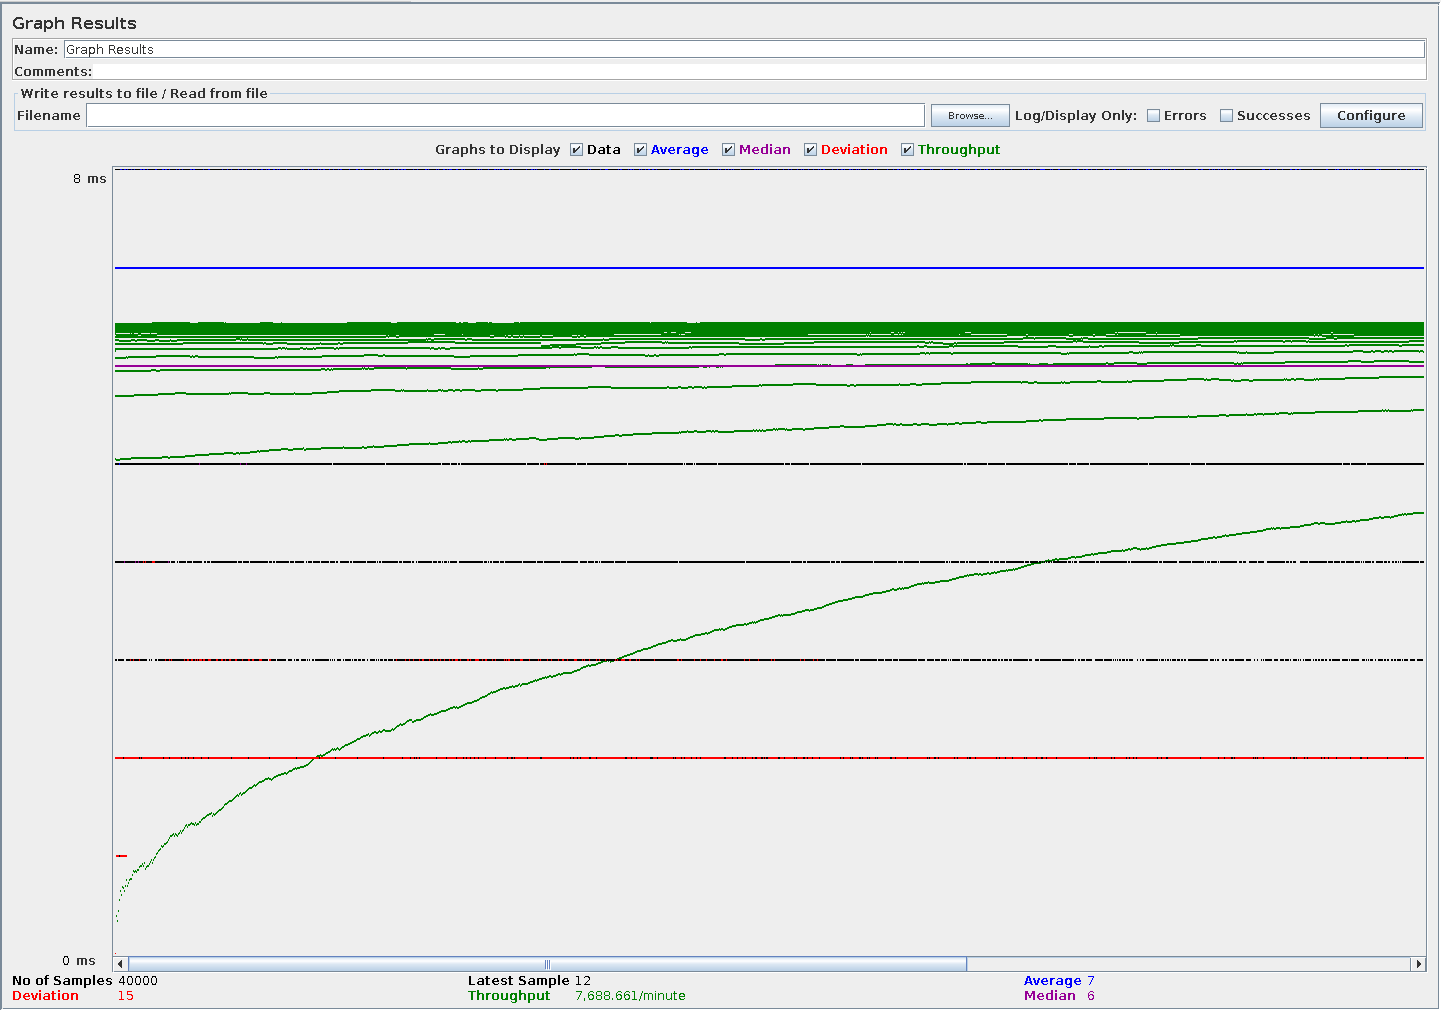 Graph Results
Name: Graph Results
Comments:
Write results to file / Read from file
Filename Browse... Log/Display Only: Errors Successes Configure
Graphs to Display Data Average Median Deviation Throughput
8 ms
0 ms
No of Samples 40000 Latest Sample 12 Average 7
Deviation 15 Throughput 7,688.661/minute Median 6